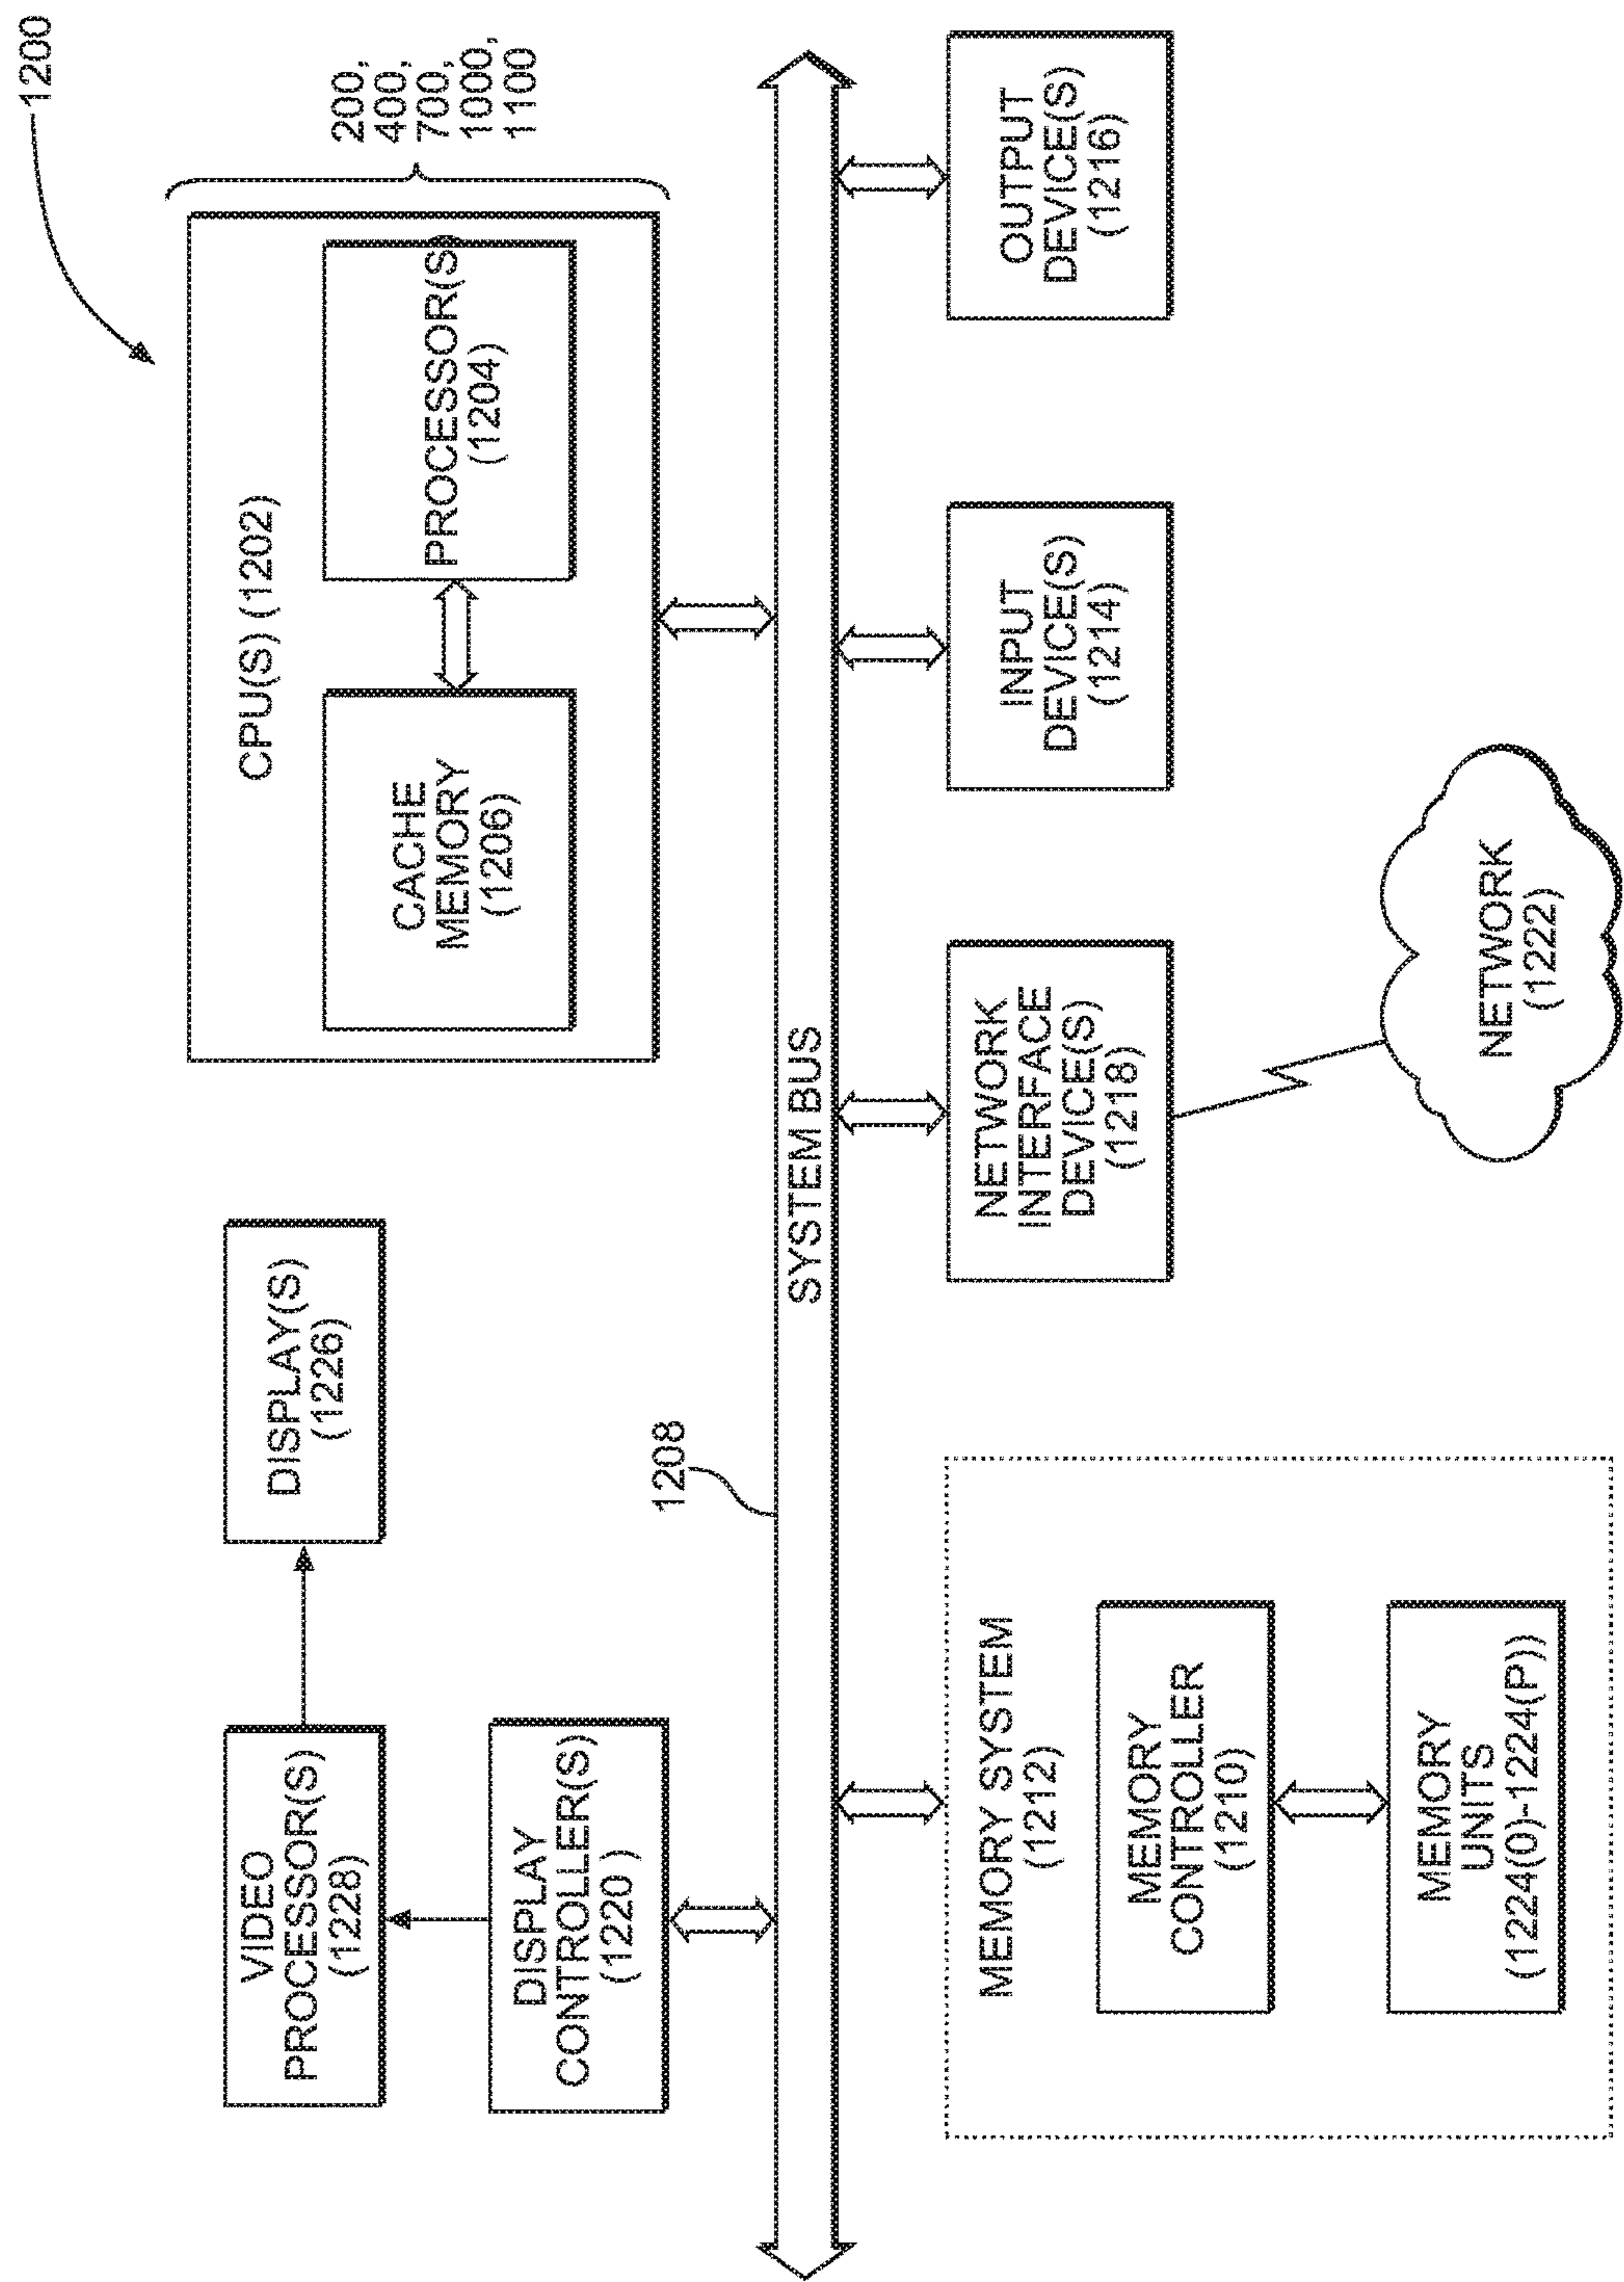 1200
VIDEO
PROCESSOR(S)
(1228)
DISPLAY(S)
(1226)
CPU(S) (1202)
CACHE
MEMORY
(1206)
PROCESSOR(S)
(1204)
200,
400,
700,
1000,
1100
DISPLAY
CONTROLLER(S)
(1220 )
1208
SYSTEM BUS
MEMORY SYSTEM
(1212)
MEMORY
CONTROLLER
(1210)
MEMORY
UNITS
(1224(0)-1224(P))
NETWORK
INTERFACE
DEVICE(S)
(1218)
INPUT
DEVICE(S)
(1214)
OUTPUT
DEVICE(S)
(1216)
NETWORK
(1222)